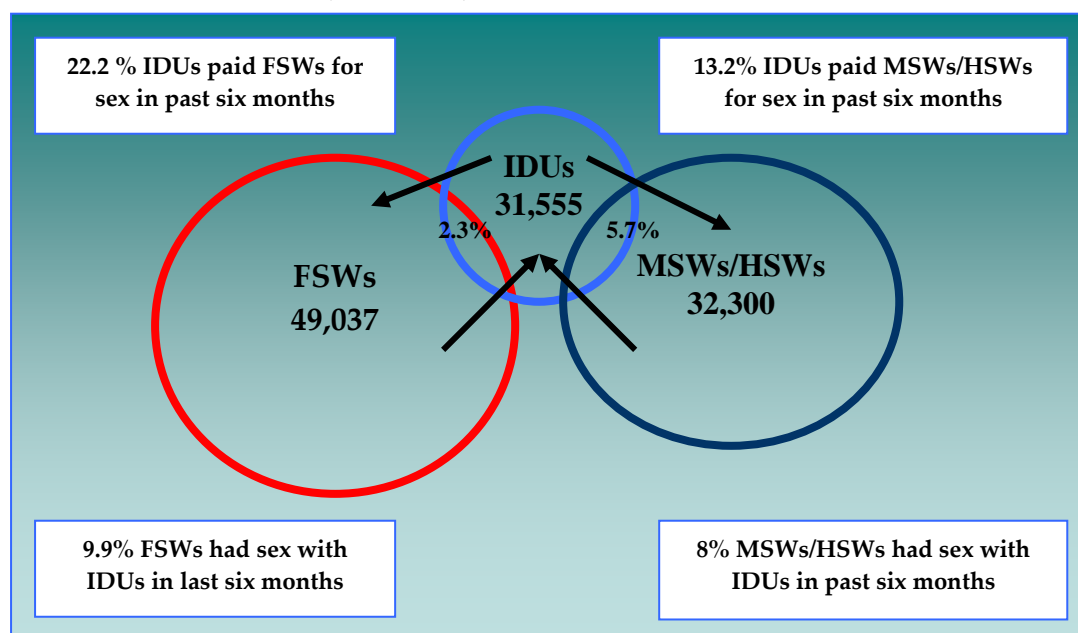 22.2 % IDUs paid FSWs for
sex in past six months
13.2% IDUs paid MSWs/HSWs
for sex in past six months
IDUs
31,555
2.3%
5.7%
FSWs
49,037
MSWs/HSWs
32,300
9.9% FSWs had sex with
IDUs in last six months
8% MSWs/HSWs had sex with
IDUs in past six months